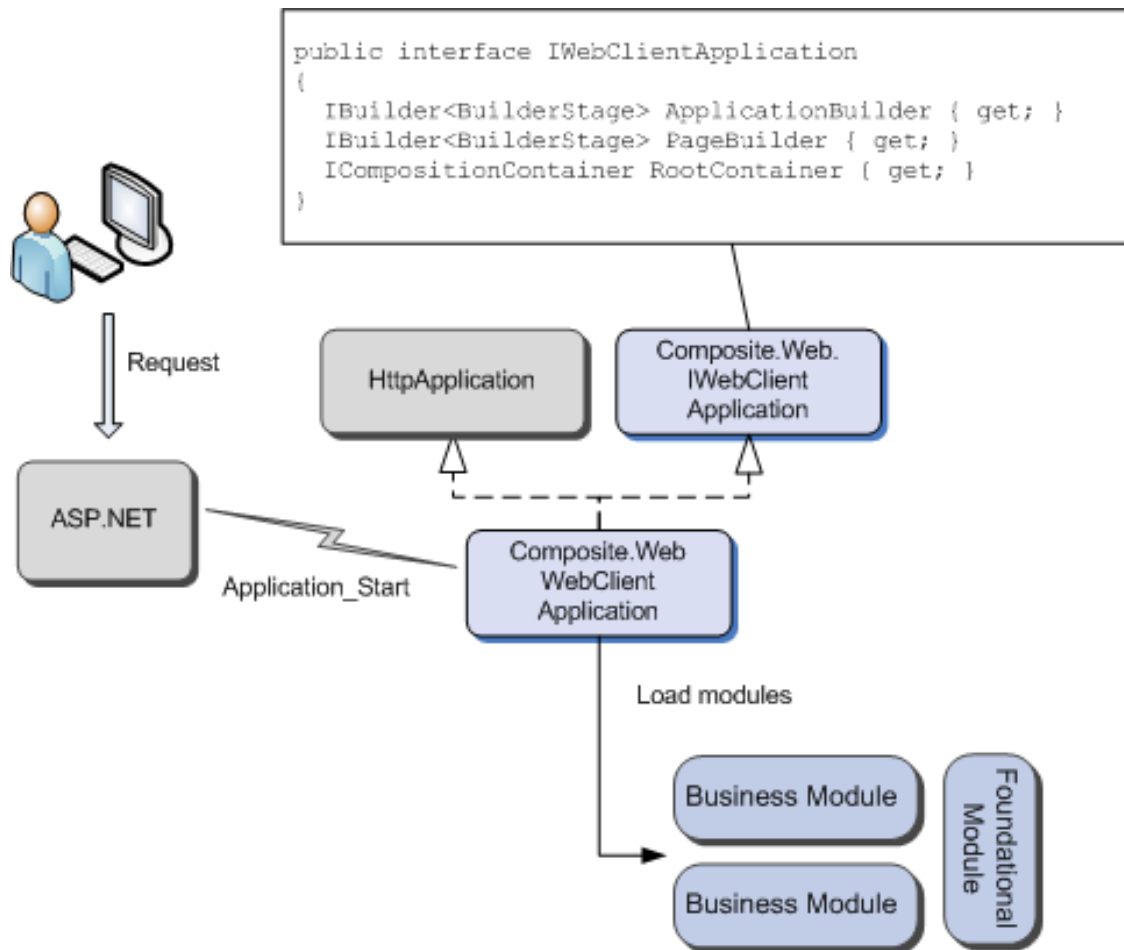 public interface IWebClientApplication
{
IBuilder<BuilderStage> ApplicationBuilder { get; }
IBuilder<BuilderStage> PageBuilder { get; }
ICompositionContainer RootContainer { get; }
}
Request
HttpApplication
Composite.Web.
IWebClient
Application
ASP.NET
Application_Start
Composite.Web
WebClient
Application
Load modules
Business Module
Business Module
Foundational
Module